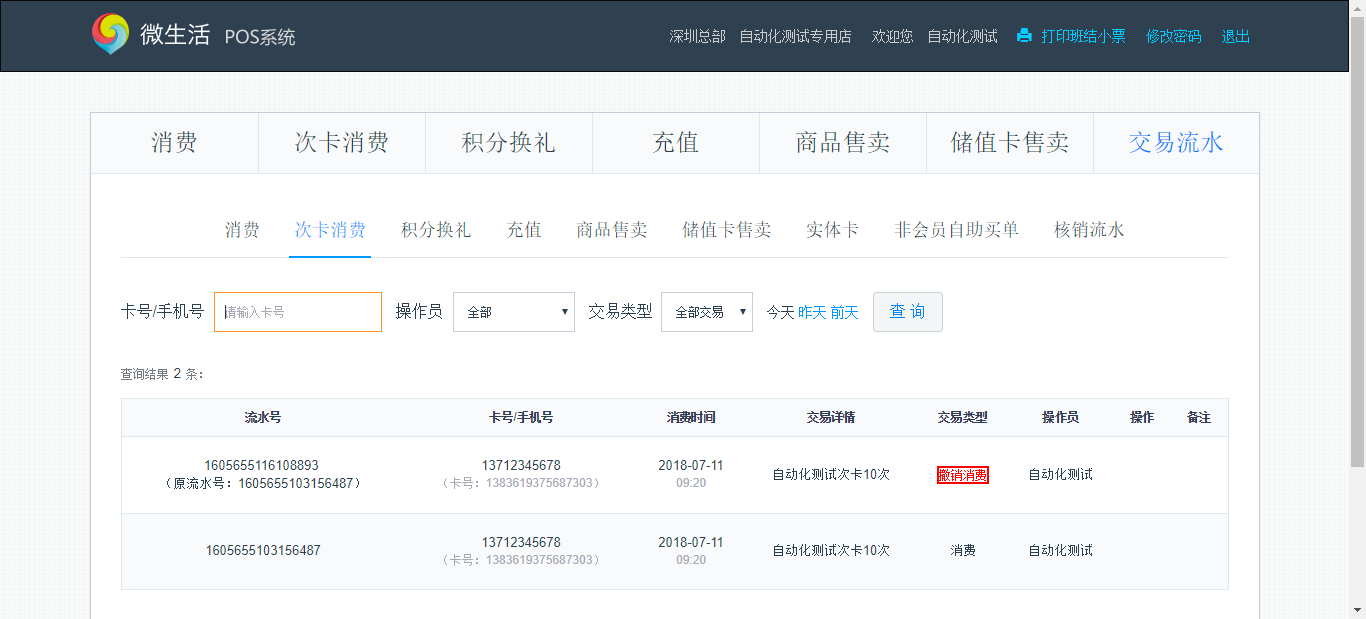 微生活 POS系统 深圳总部 自动化测试专用店 欢迎您 自动化测试 打印班结小票 修改密码 退出
消费 次卡消费 积分换礼 充值 商品售卖 储值卡售卖 交易流水
消费 次卡消费 积分换礼 充值 商品售卖 储值卡售卖 实体卡 非会员自助买单 核销流水
卡号/手机号 请输入卡号 操作员 全部 交易类型 全部交易 今天 昨天 前天 查 询
查询结果 2 条：
流水号 卡号/手机号 消费时间 交易详情 交易类型 操作员 操作 备注
1605655116108893 13712345678 2018-07-11 自动化测试次卡10次 撤销消费 自动化测试
（原流水号：1605655103156487） （卡号：1383619375687303） 09:20
1605655103156487 13712345678 2018-07-11 自动化测试次卡10次 消费 自动化测试
（卡号：1383619375687303） 09:20